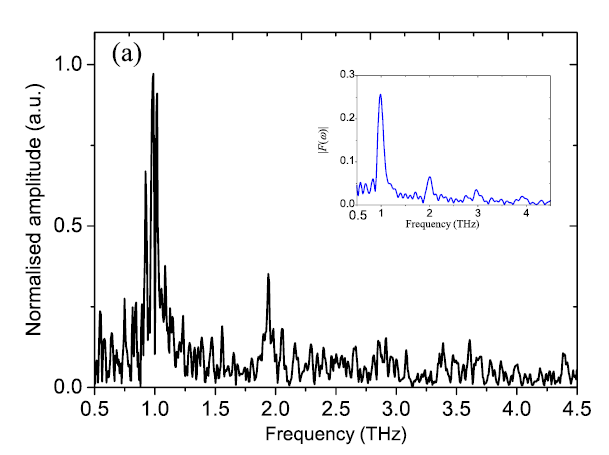 (a)
Normalised amplitude (a.u.)
1.0
0.5
0.0
0.5 1.0 1.5 2.0 2.5 3.0 3.5 4.0 4.5
Frequency (THz)
|F(ω)|
0.3
0.2
0.1
0.0
0.5 1 2 3 4
Frequency (THz)